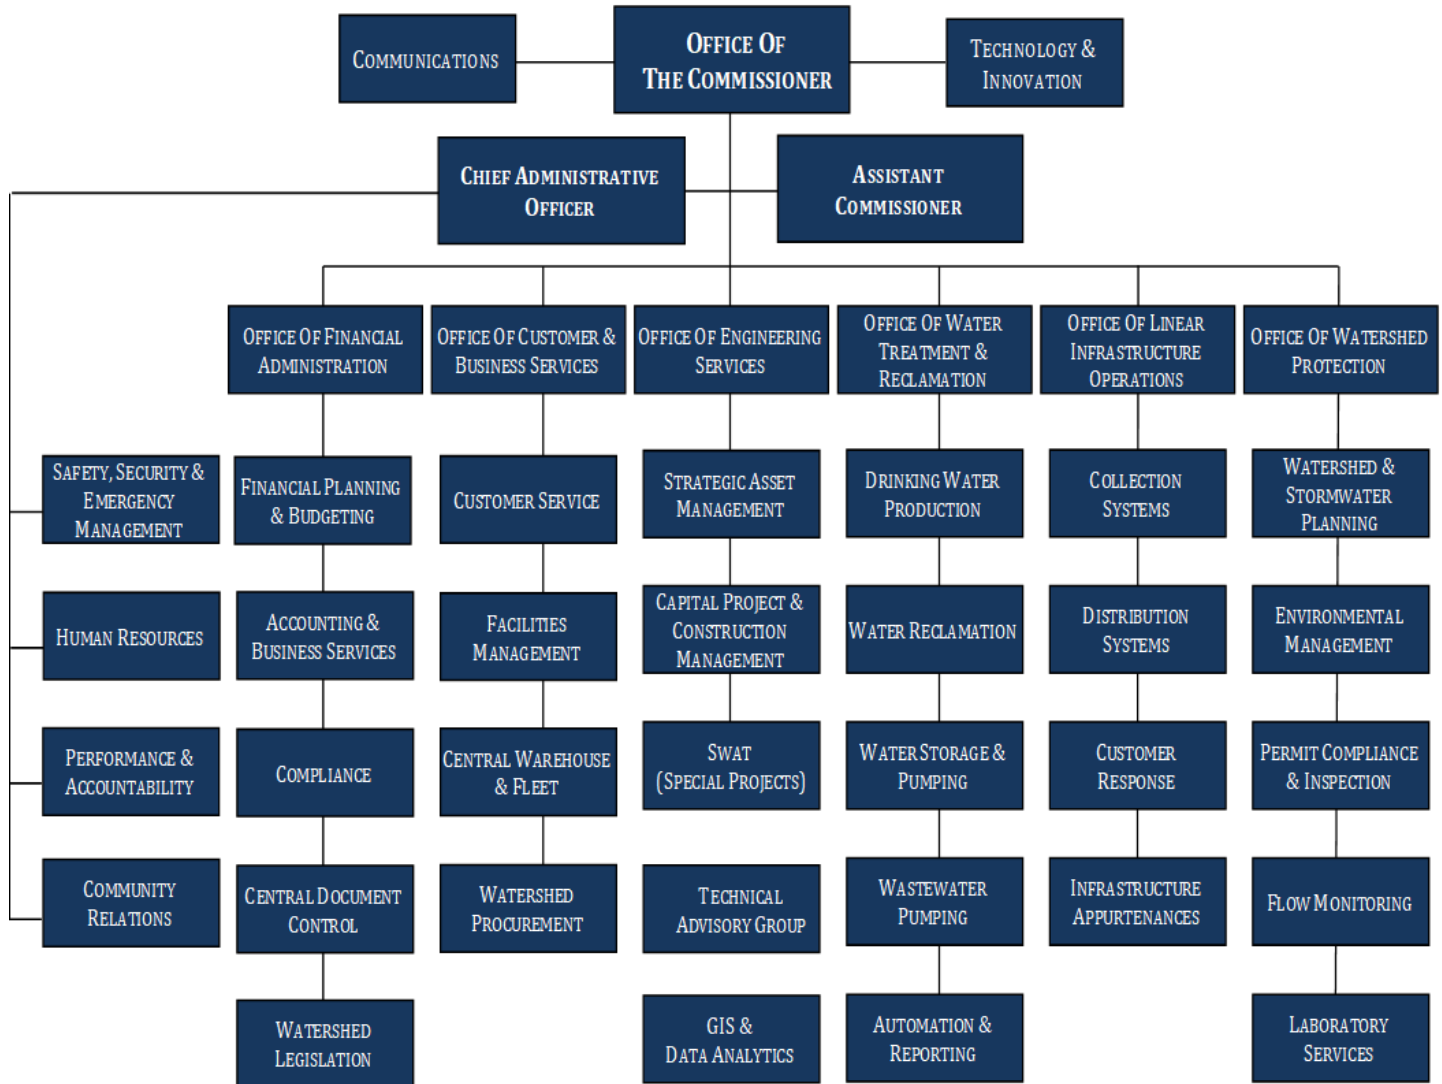 COMMUNICATIONS
OFFICE OF
THE COMMISSIONER
TECHNOLOGY &
INNOVATION
CHIEF ADMINISTRATIVE
OFFICER
ASSISTANT
COMMISSIONER
OFFICE OF FINANCIAL
ADMINISTRATION
OFFICE OF CUSTOMER &
BUSINESS SERVICES
OFFICE OF ENGINEERING
SERVICES
OFFICE OF WATER
TREATMENT &
RECLAMATION
OFFICE OF LINEAR
INFRASTRUCTURE
OPERATIONS
OFFICE OF WATERSHED
PROTECTION
SAFETY, SECURITY &
EMERGENCY
MANAGEMENT
FINANCIAL PLANNING
& BUDGETING
CUSTOMER SERVICE
STRATEGIC ASSET
MANAGEMENT
DRINKING WATER
PRODUCTION
COLLECTION
SYSTEMS
WATERSHED &
STORMWATER
PLANNING
HUMAN RESOURCES
ACCOUNTING &
BUSINESS SERVICES
FACILITIES
MANAGEMENT
CAPITAL PROJECT &
CONSTRUCTION
MANAGEMENT
WATER RECLAMATION
DISTRIBUTION
SYSTEMS
ENVIRONMENTAL
MANAGEMENT
PERFORMANCE &
ACCOUNTABILITY
COMPLIANCE
CENTRAL WAREHOUSE
& FLEET
SWAT
(SPECIAL PROJECTS)
WATER STORAGE &
PUMPING
CUSTOMER
RESPONSE
PERMIT COMPLIANCE
& INSPECTION
COMMUNITY
RELATIONS
CENTRAL DOCUMENT
CONTROL
WATERSHED
PROCUREMENT
TECHNICAL
ADVISORY GROUP
WASTEWATER
PUMPING
INFRASTRUCTURE
APPURTENANCES
FLOW MONITORING
WATERSHED
LEGISLATION
GIS &
DATA ANALYTICS
AUTOMATION &
REPORTING
LABORATORY
SERVICES